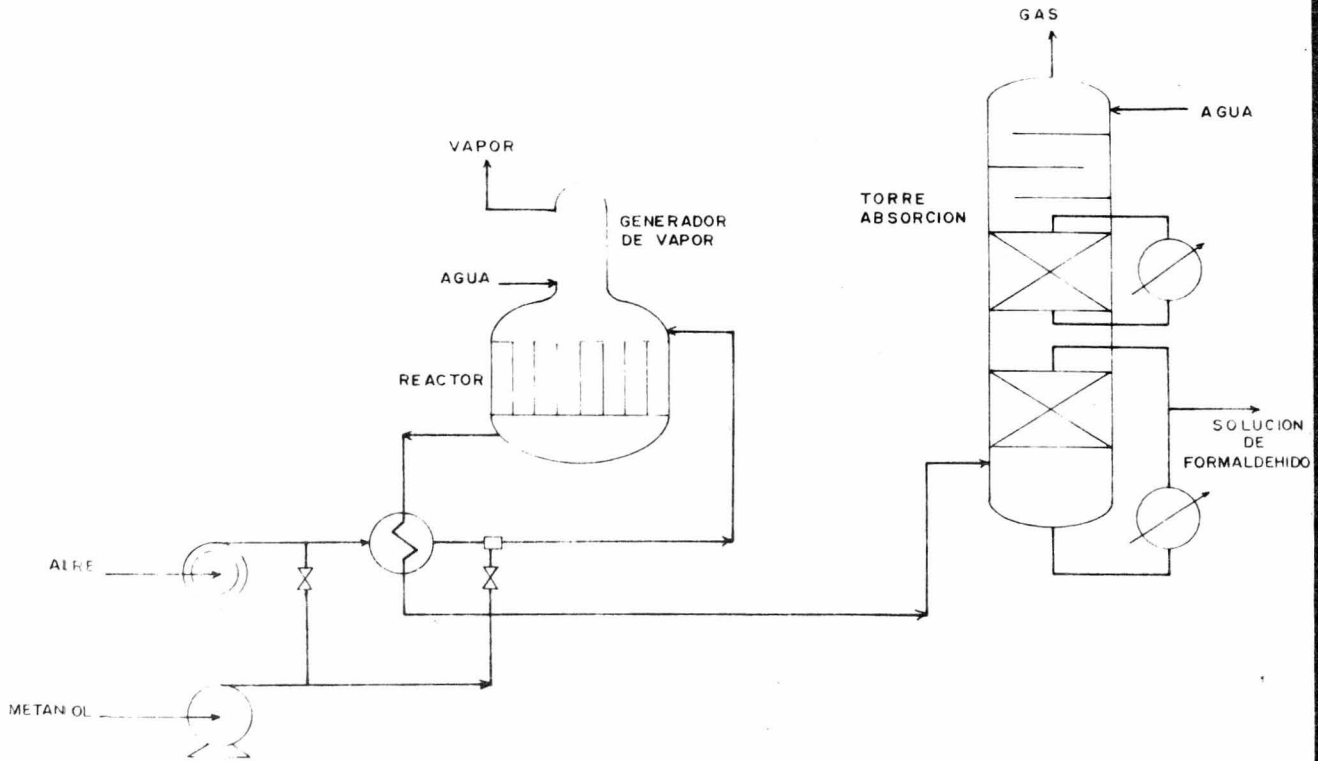 GAS
AGUA
VAPOR
TORRE
ABSORCION
GENERADOR
DE VAPOR
AGUA
REACTOR
SOLUCION
DE
FORMALDEHIDO
AIRE
METANOL